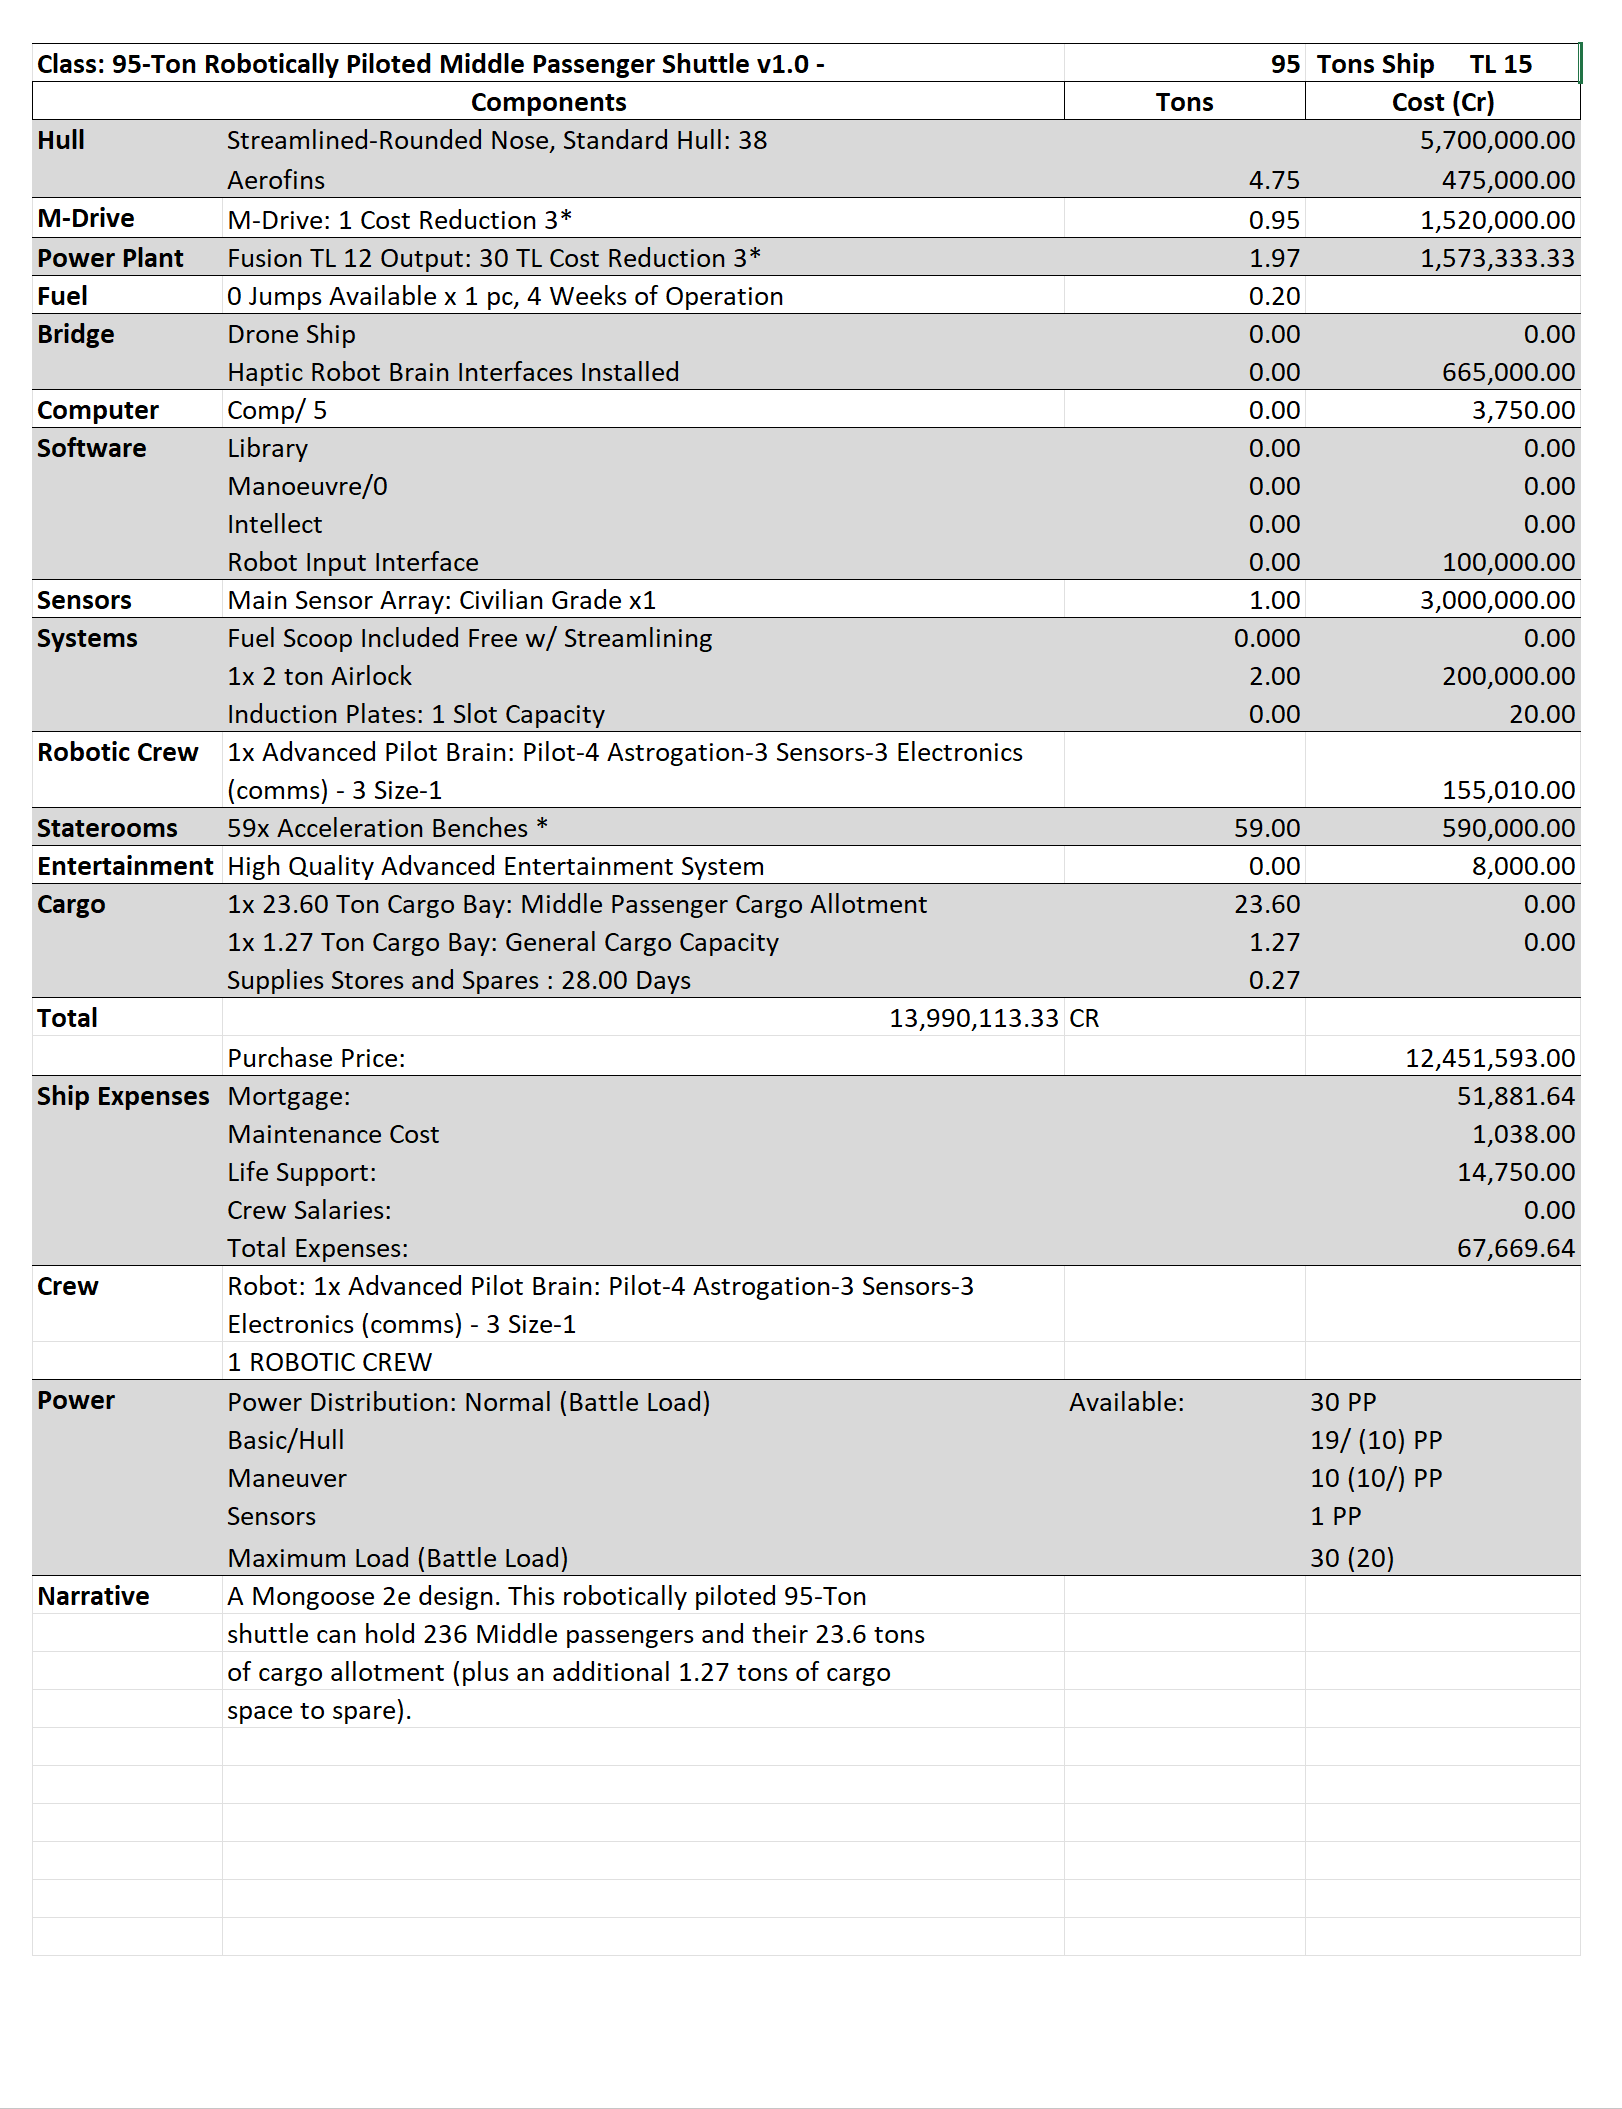 Class: 95-Ton Robotically Piloted Middle Passenger Shuttle v1.0 - 95 Tons Ship TL 15
Components Tons Cost (Cr)
Hull Streamlined-Rounded Nose, Standard Hull: 38 5,700,000.00
Aerofins 4.75 475,000.00
M-Drive M-Drive: 1 Cost Reduction 3* 0.95 1,520,000.00
Power Plant Fusion TL 12 Output: 30 TL Cost Reduction 3* 1.97 1,573,333.33
Fuel 0 Jumps Available x 1 pc, 4 Weeks of Operation 0.20
Bridge Drone Ship 0.00 0.00
Haptic Robot Brain Interfaces Installed 0.00 665,000.00
Computer Comp/ 5 0.00 3,750.00
Software Library 0.00 0.00
Manoeuvre/0 0.00 0.00
Intellect 0.00 0.00
Robot Input Interface 0.00 100,000.00
Sensors Main Sensor Array: Civilian Grade x1 1.00 3,000,000.00
Systems Fuel Scoop Included Free w/ Streamlining 0.000 0.00
1x 2 ton Airlock 2.00 200,000.00
Induction Plates: 1 Slot Capacity 0.00 20.00
Robotic Crew 1x Advanced Pilot Brain: Pilot-4 Astrogation-3 Sensors-3 Electronics
(comms) - 3 Size-1 155,010.00
Staterooms 59x Acceleration Benches * 59.00 590,000.00
Entertainment High Quality Advanced Entertainment System 0.00 8,000.00
Cargo 1x 23.60 Ton Cargo Bay: Middle Passenger Cargo Allotment 23.60 0.00
1x 1.27 Ton Cargo Bay: General Cargo Capacity 1.27 0.00
Supplies Stores and Spares : 28.00 Days 0.27
Total 13,990,113.33 CR
Purchase Price: 12,451,593.00
Ship Expenses Mortgage: 51,881.64
Maintenance Cost 1,038.00
Life Support: 14,750.00
Crew Salaries: 0.00
Total Expenses: 67,669.64
Crew Robot: 1x Advanced Pilot Brain: Pilot-4 Astrogation-3 Sensors-3
Electronics (comms) - 3 Size-1
1 ROBOTIC CREW
Power Power Distribution: Normal (Battle Load) Available: 30 PP
Basic/Hull 19/ (10) PP
Maneuver 10 (10/) PP
Sensors 1 PP
Maximum Load (Battle Load) 30 (20)
Narrative A Mongoose 2e design. This robotically piloted 95-Ton
shuttle can hold 236 Middle passengers and their 23.6 tons
of cargo allotment (plus an additional 1.27 tons of cargo
space to spare).